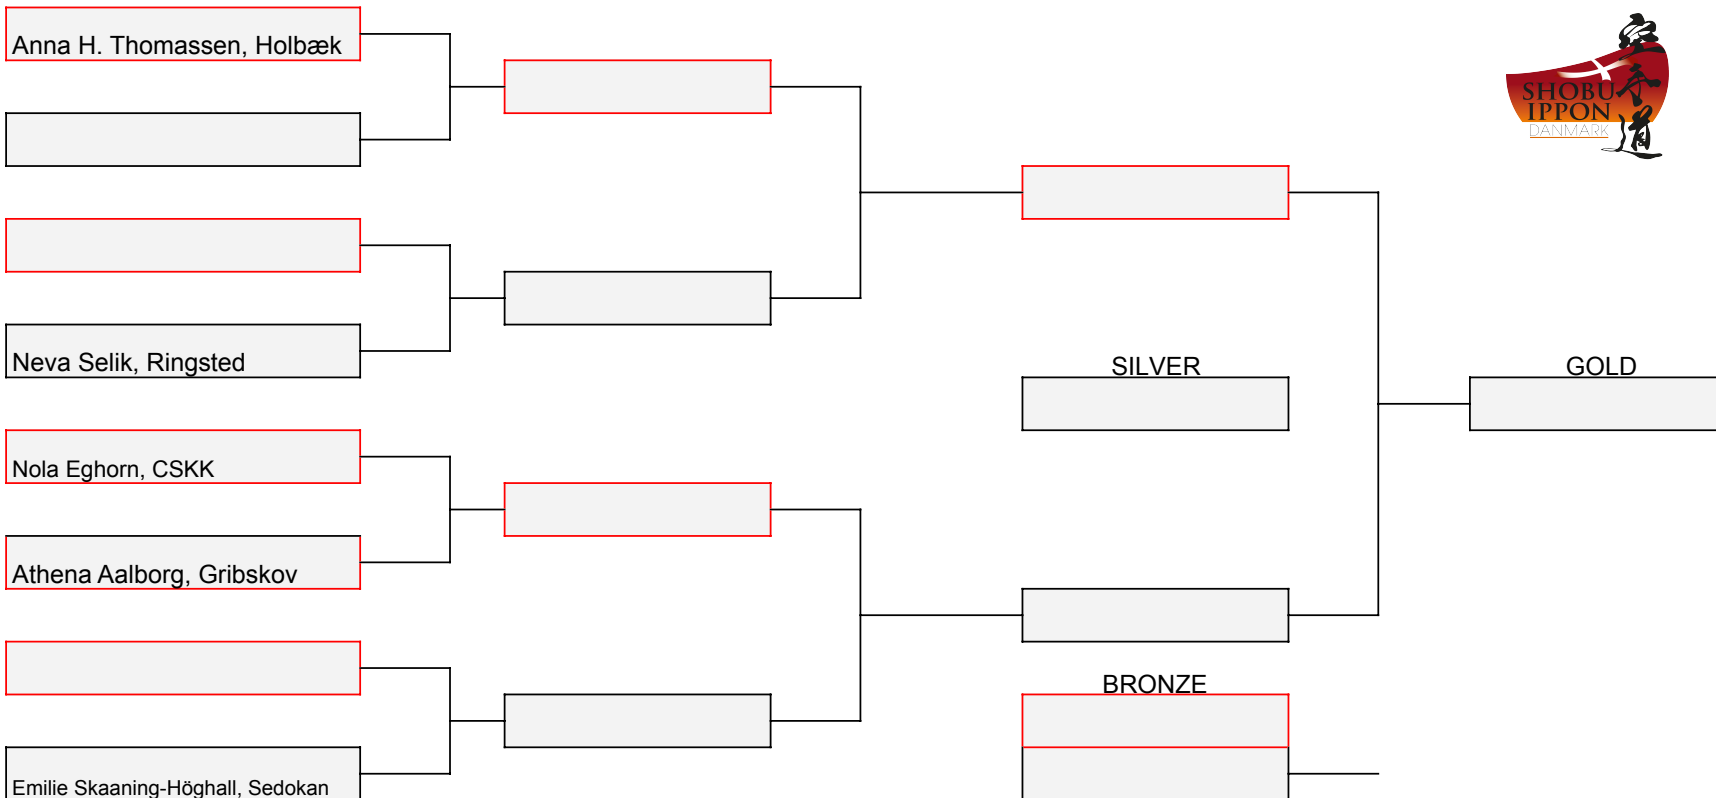 Anna H. Thomassen, Holbæk
SHOBU
IPPON
DANMARK
Neva Selik, Ringsted
SILVER
GOLD
Nola Eghorn, CSKK
Athena Aalborg, Gribskov
BRONZE
Emilie Skaaning-Höghall, Sedokan